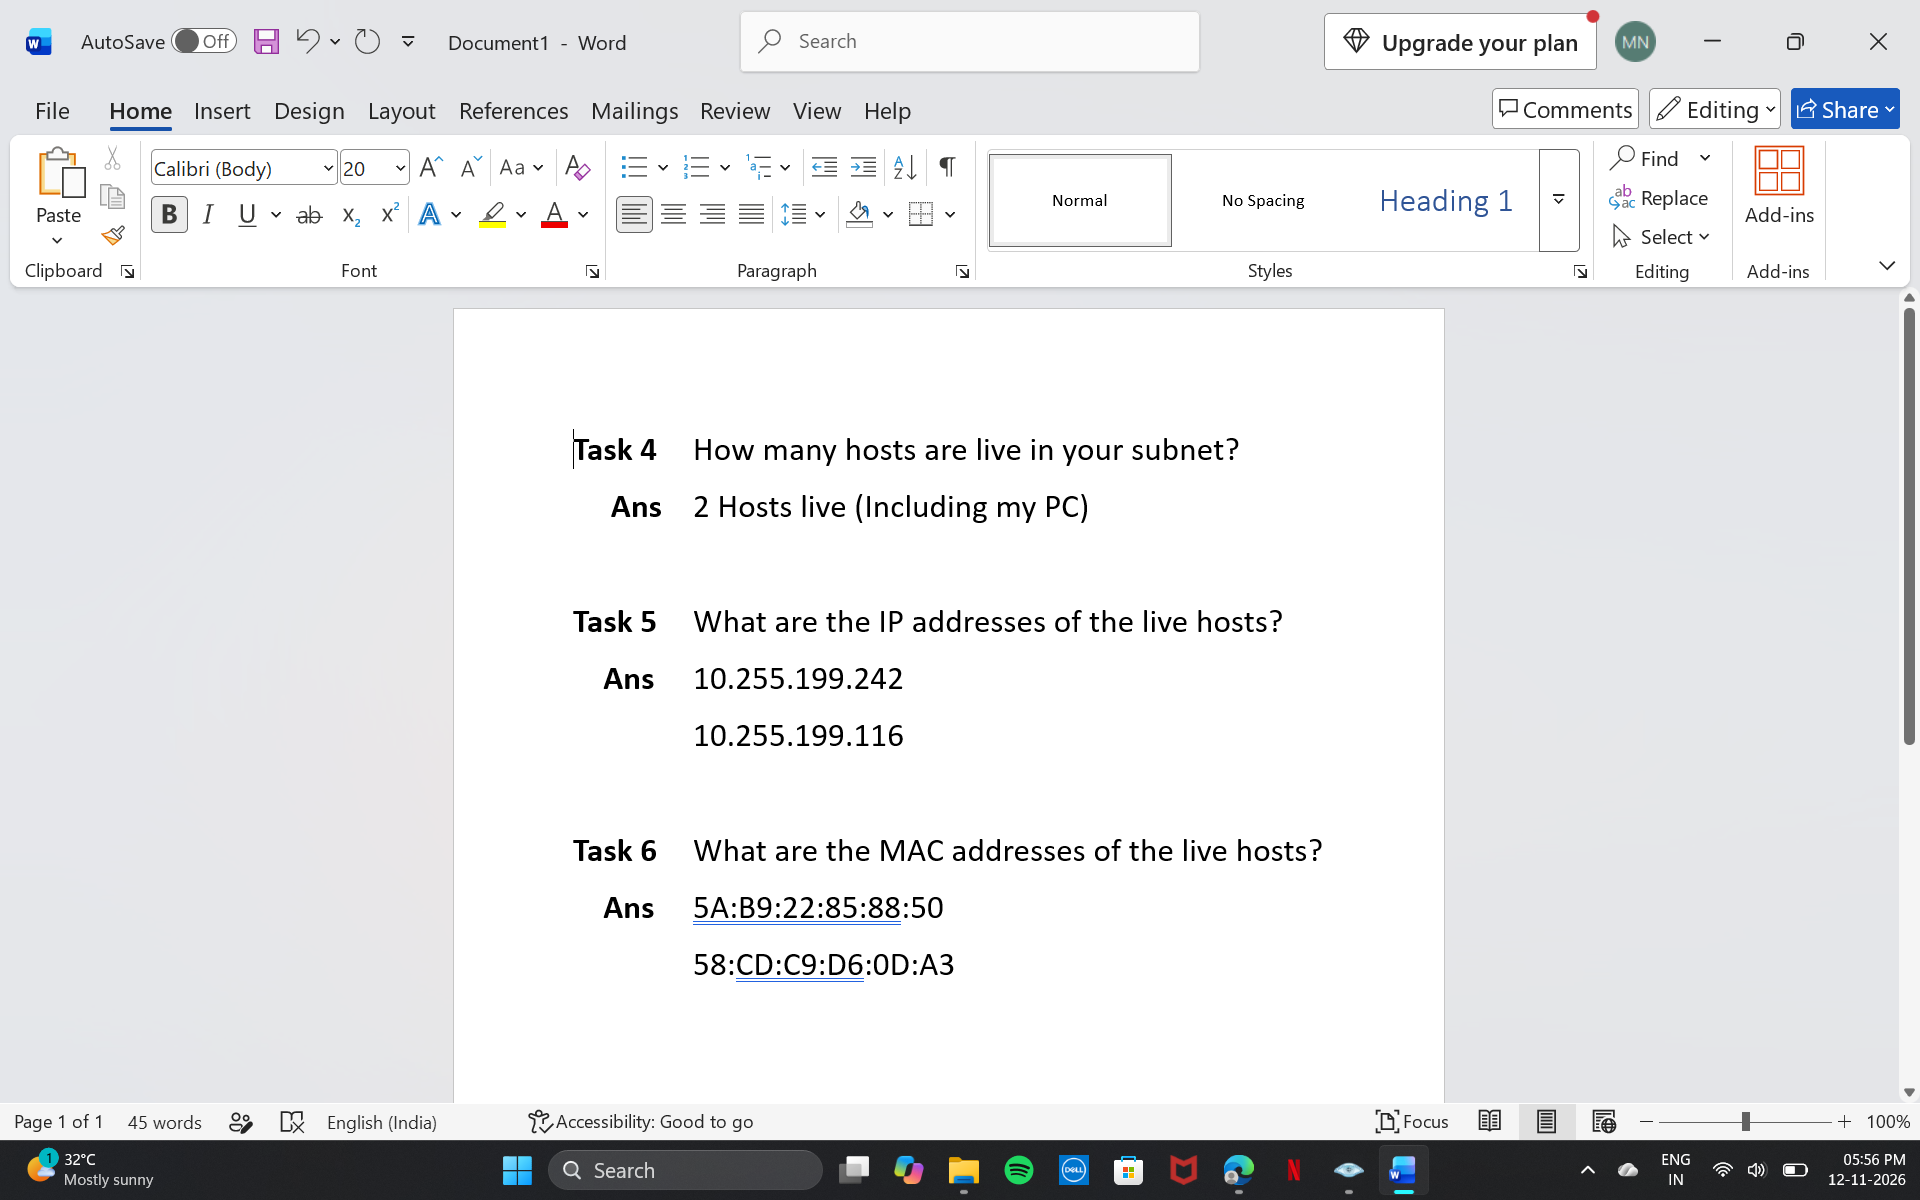 AutoSave Off Document1 - Word Search Upgrade your plan MN
File Home Insert Design Layout References Mailings Review View Help Comments Editing Share
Paste
Clipboard
Calibri (Body) 20 A A Aa A
B I U ab x2 x2 A A
Font
Paragraph
Normal No Spacing Heading 1
Styles
Find
Replace
Select
Editing
Add-ins
Add-ins
Task 4 How many hosts are live in your subnet?
Ans 2 Hosts live (Including my PC)
Task 5 What are the IP addresses of the live hosts?
Ans 10.255.199.242
10.255.199.116
Task 6 What are the MAC addresses of the live hosts?
Ans 5A:B9:22:85:88:50
58:CD:C9:D6:0D:A3
Page 1 of 1 45 words English (India) Accessibility: Good to go Focus 100%
1 32°C
Mostly sunny
Search
DELL
N
ENG
IN
05:56 PM
12-11-2026